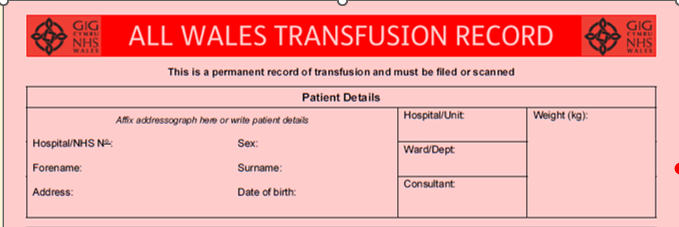 GIG
CYMRU
NHS
WALES
ALL WALES TRANSFUSION RECORD
GIG
CYMRU
NHS
WALES
This is a permanent record of transfusion and must be filed or scanned
Patient Details
Affix addressograph here or write patient details
Hospital/NHS Nº:
Sex:
Forename:
Surname:
Address:
Date of birth:
Hospital/Unit:
Ward/Dept:
Consultant:
Weight (kg):